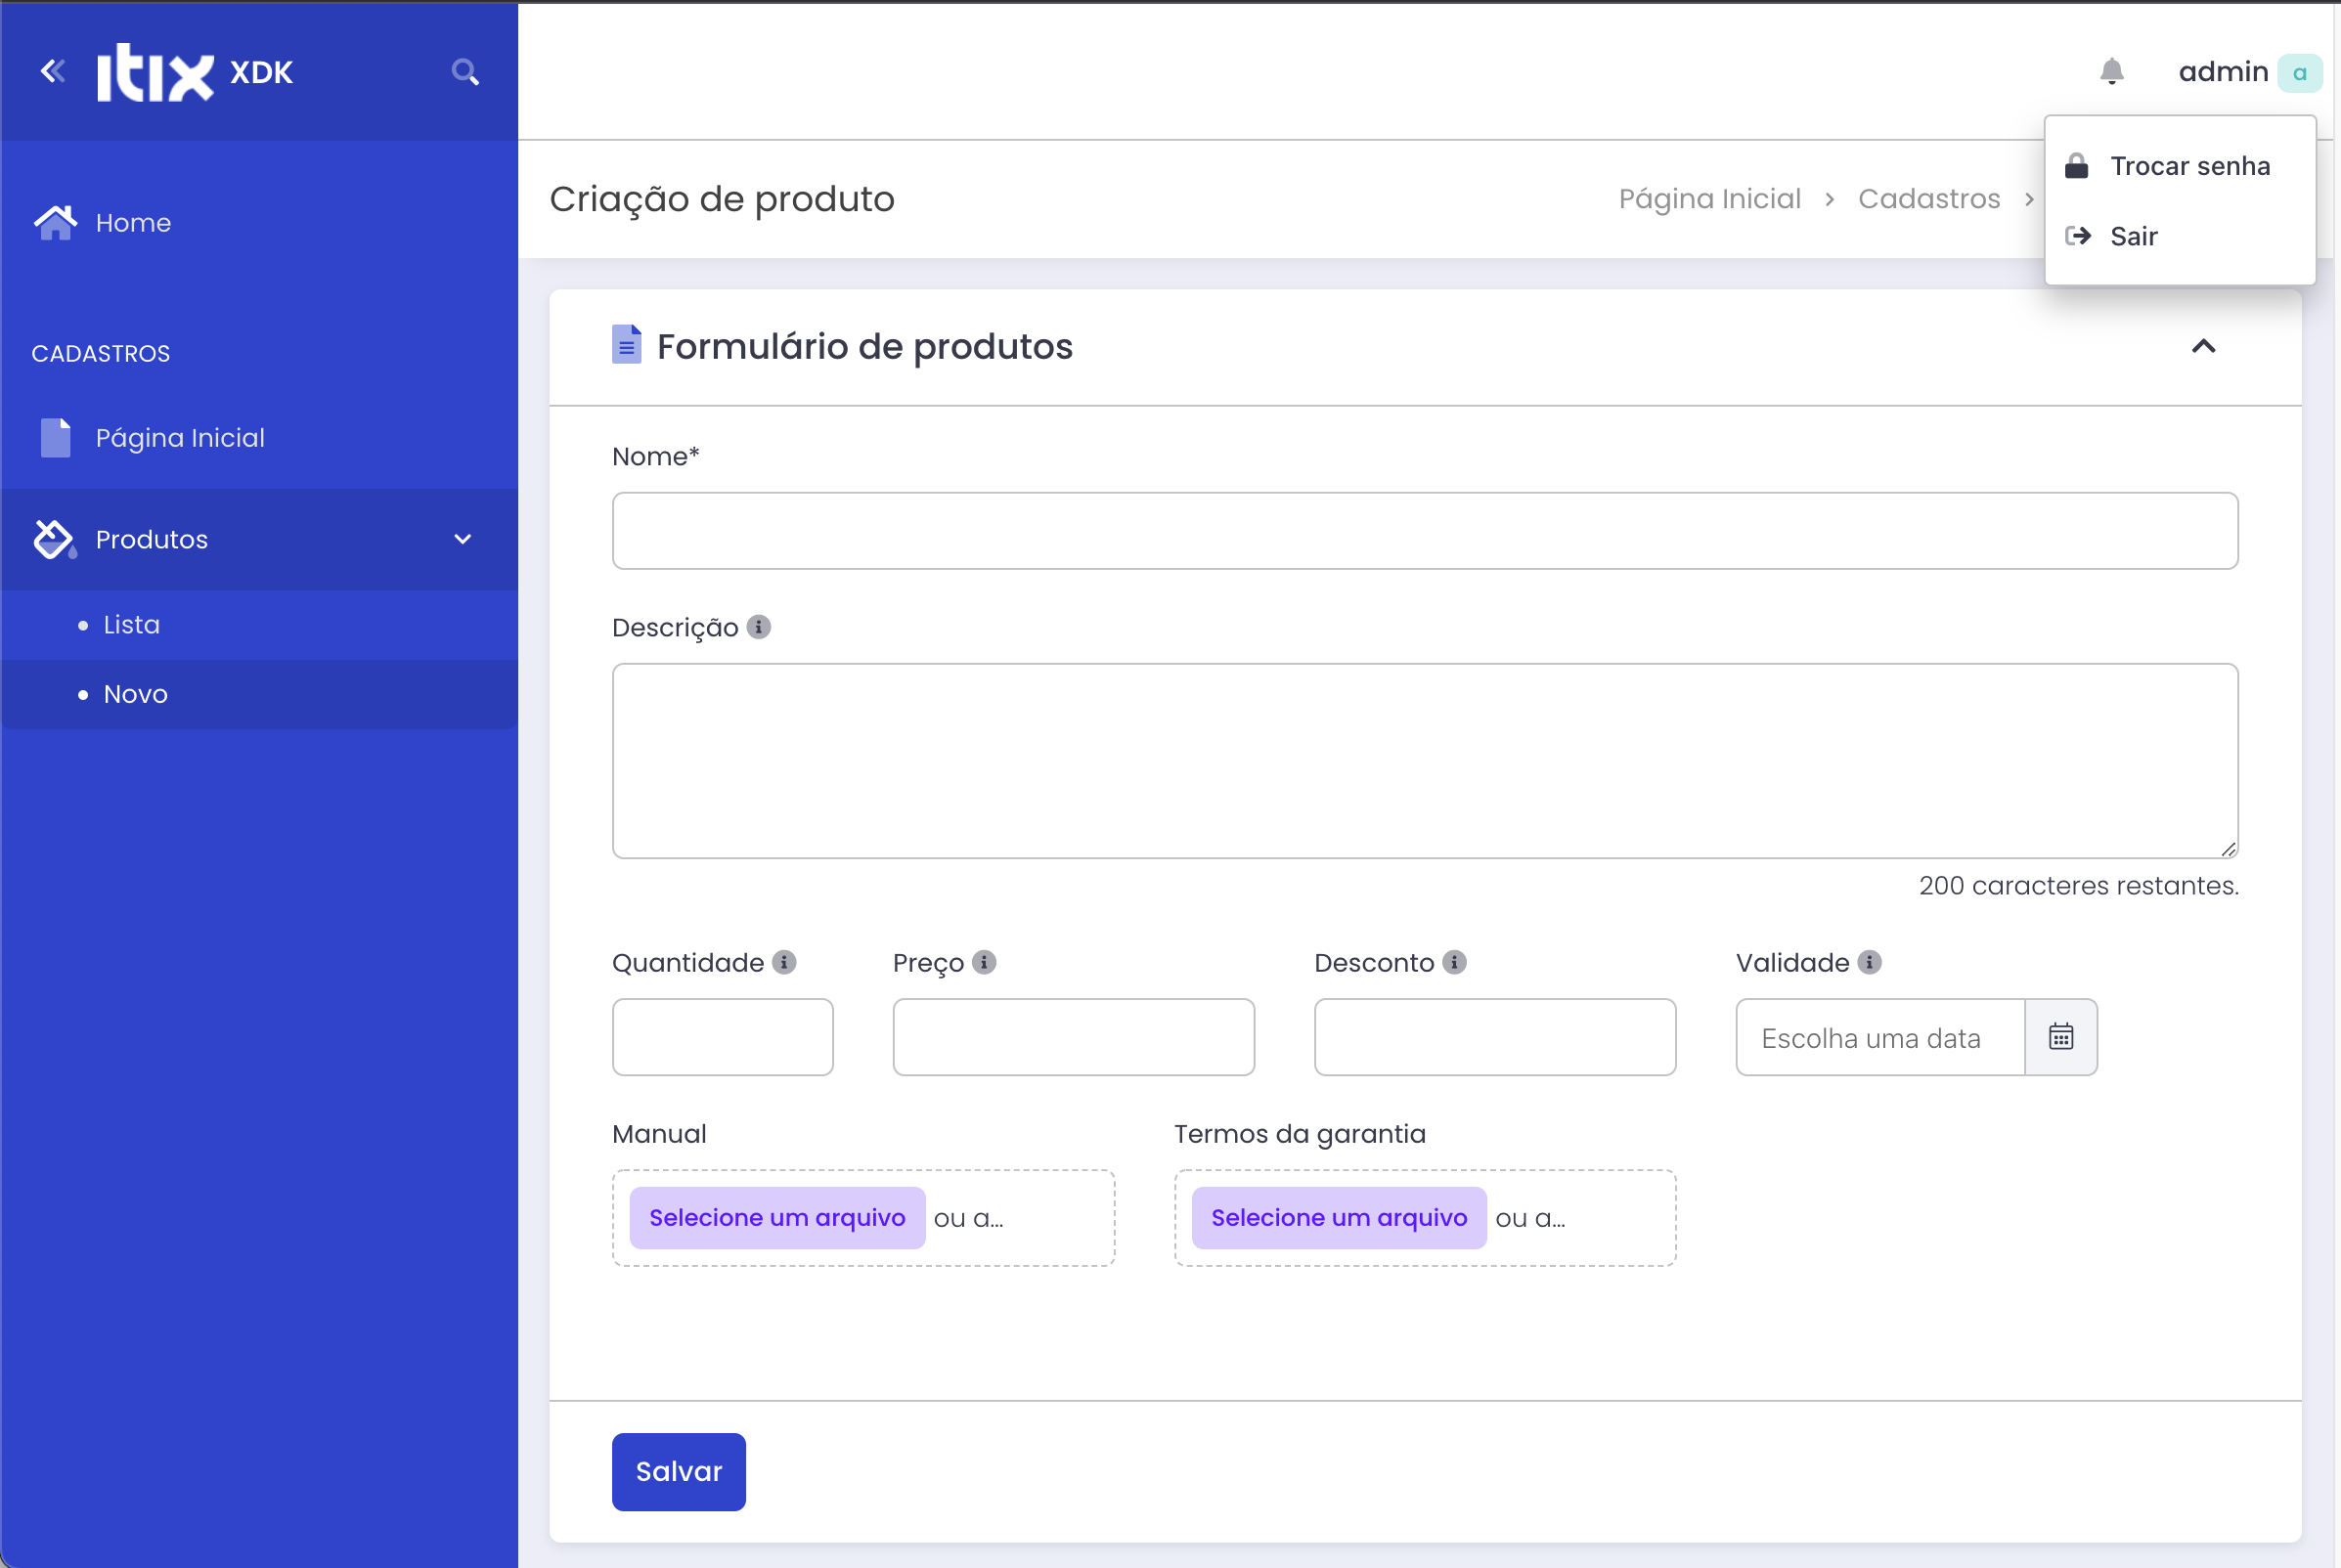 itix XDK
admin a
Trocar senha
Sair
Home
CADASTROS
Página Inicial
Produtos
Lista
Novo
Criação de produto
Página Inicial > Cadastros >
Formulário de produtos
Nome*
Descrição
200 caracteres restantes.
Quantidade Preço Desconto Validade
Escolha uma data
Manual Termos da garantia
Selecione um arquivo ou a... Selecione um arquivo ou a...
Salvar